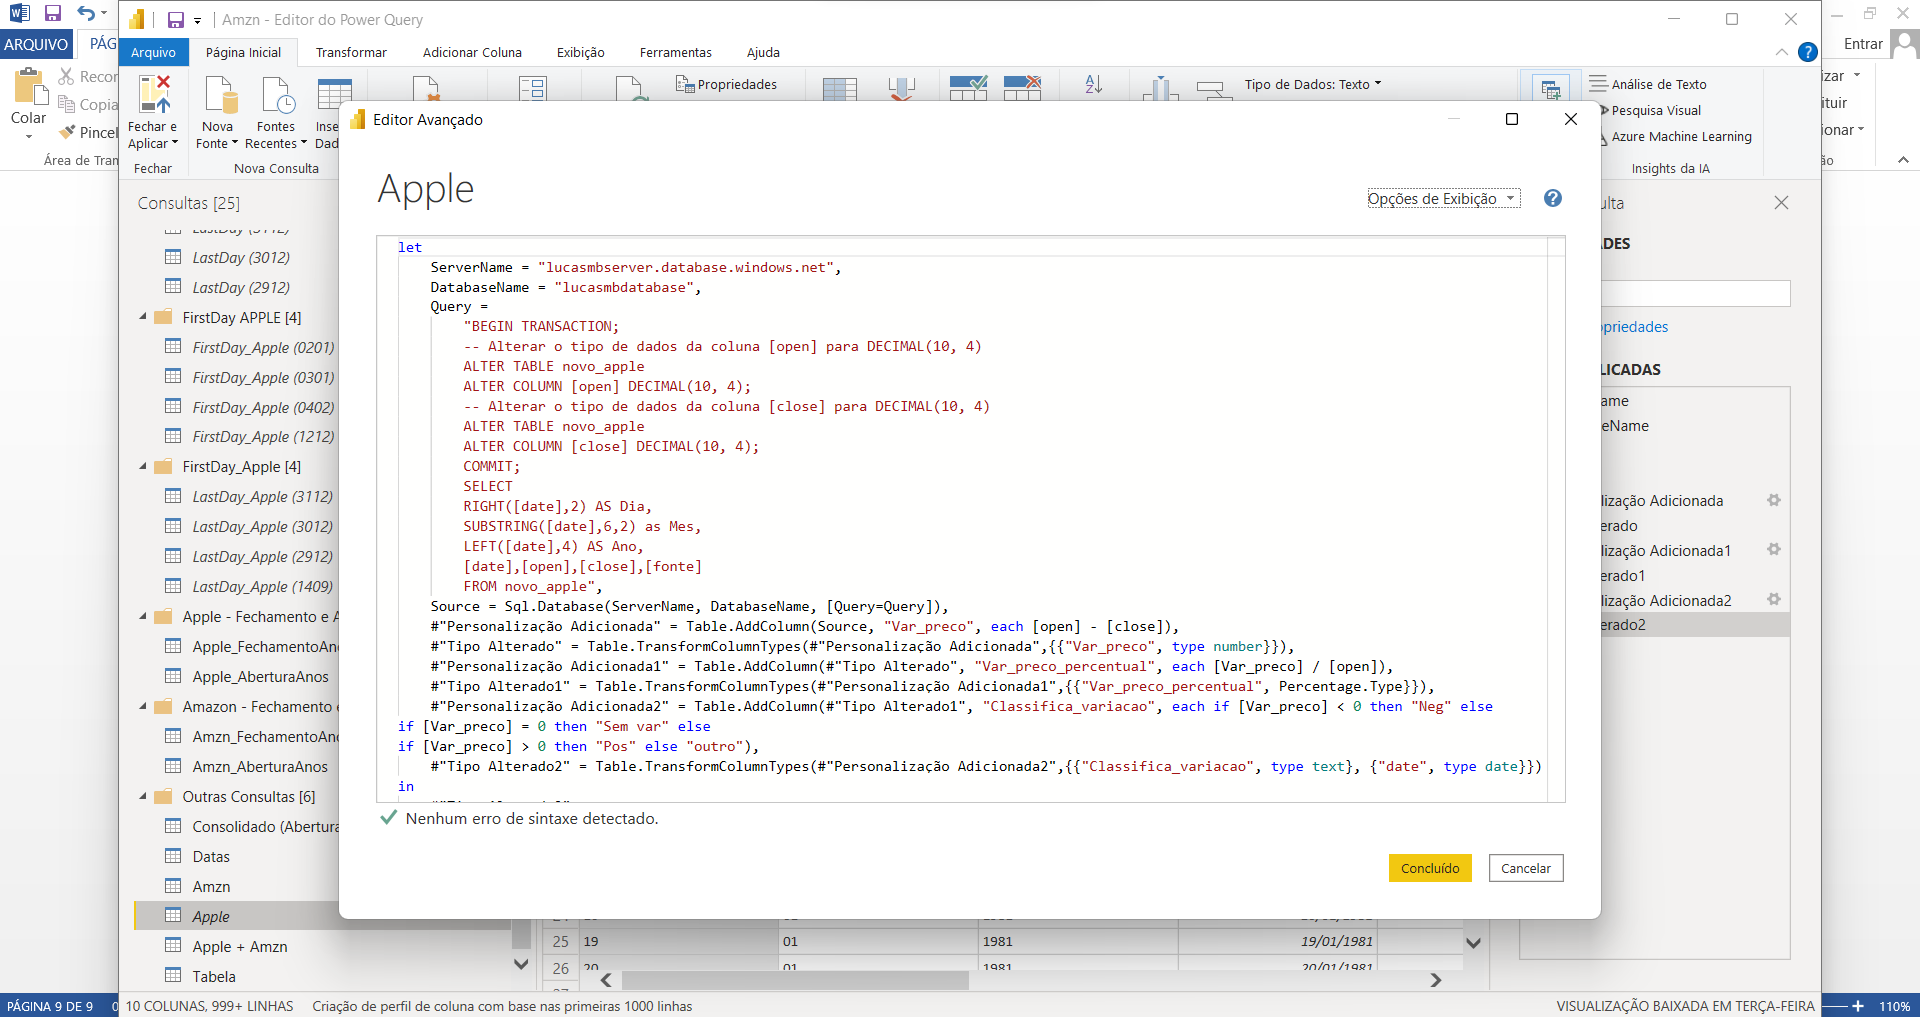 Amzn - Editor do Power Query
Entrar
ARQUIVO
PÁG
Arquivo
Página Inicial
Transformar
Adicionar Coluna
Exibição
Ferramentas
Ajuda
Recor
Copia
Pincel
Colar
Área de Tran
Fechar e
Aplicar
Fechar
Nova
Fonte
Fontes
Recentes
Inse
Dad
Nova Consulta
Propriedades
Tipo de Dados: Texto
Análise de Texto
Pesquisa Visual
Azure Machine Learning
Insights da IA
izar
ituir
ionar
ão
Editor Avançado
Apple
Opções de Exibição
let
ServerName = "lucasmbserver.database.windows.net",
DatabaseName = "lucasmbdatabase",
Query =
"BEGIN TRANSACTION;
-- Alterar o tipo de dados da coluna [open] para DECIMAL(10, 4)
ALTER TABLE novo_apple
ALTER COLUMN [open] DECIMAL(10, 4);
-- Alterar o tipo de dados da coluna [close] para DECIMAL(10, 4)
ALTER TABLE novo_apple
ALTER COLUMN [close] DECIMAL(10, 4);
COMMIT;
SELECT
RIGHT([date],2) AS Dia,
SUBSTRING([date],6,2) as Mes,
LEFT([date],4) AS Ano,
[date],[open],[close],[fonte]
FROM novo_apple",
Source = Sql.Database(ServerName, DatabaseName, [Query=Query]),
#"Personalização Adicionada" = Table.AddColumn(Source, "Var_preco", each [open] - [close]),
#"Tipo Alterado" = Table.TransformColumnTypes(#"Personalização Adicionada",{{"Var_preco", type number}}),
#"Personalização Adicionada1" = Table.AddColumn(#"Tipo Alterado", "Var_preco_percentual", each [Var_preco] / [open]),
#"Tipo Alterado1" = Table.TransformColumnTypes(#"Personalização Adicionada1",{{"Var_preco_percentual", Percentage.Type}}),
#"Personalização Adicionada2" = Table.AddColumn(#"Tipo Alterado1", "Classifica_variacao", each if [Var_preco] < 0 then "Neg" else
if [Var_preco] = 0 then "Sem var" else
if [Var_preco] > 0 then "Pos" else "outro"),
#"Tipo Alterado2" = Table.TransformColumnTypes(#"Personalização Adicionada2",{{"Classifica_variacao", type text}, {"date", type date}})
in
Nenhum erro de sintaxe detectado.
Concluído
Cancelar
Consultas [25]
LastDay (3112)
LastDay (3012)
LastDay (2912)
FirstDay APPLE [4]
FirstDay_Apple (0201)
FirstDay_Apple (0301)
FirstDay_Apple (0402)
FirstDay_Apple (1212)
FirstDay_Apple [4]
LastDay_Apple (3112)
LastDay_Apple (3012)
LastDay_Apple (2912)
LastDay_Apple (1409)
Apple - Fechamento e A
Apple_FechamentoAno
Apple_AberturaAnos
Amazon - Fechamento e
Amzn_FechamentoAno
Amzn_AberturaAnos
Outras Consultas [6]
Consolidado (Abertura
Datas
Amzn
Apple
Apple + Amzn
Tabela
ulta
DES
opriedades
LICADAS
ame
eName
lização Adicionada
erado
lização Adicionada1
erado1
lização Adicionada2
erado2
25 19 01 1981 19/01/1981
26 20 01 1981 20/01/1981
PÁGINA 9 DE 9
10 COLUNAS, 999+ LINHAS
Criação de perfil de coluna com base nas primeiras 1000 linhas
VISUALIZAÇÃO BAIXADA EM TERÇA-FEIRA
110%